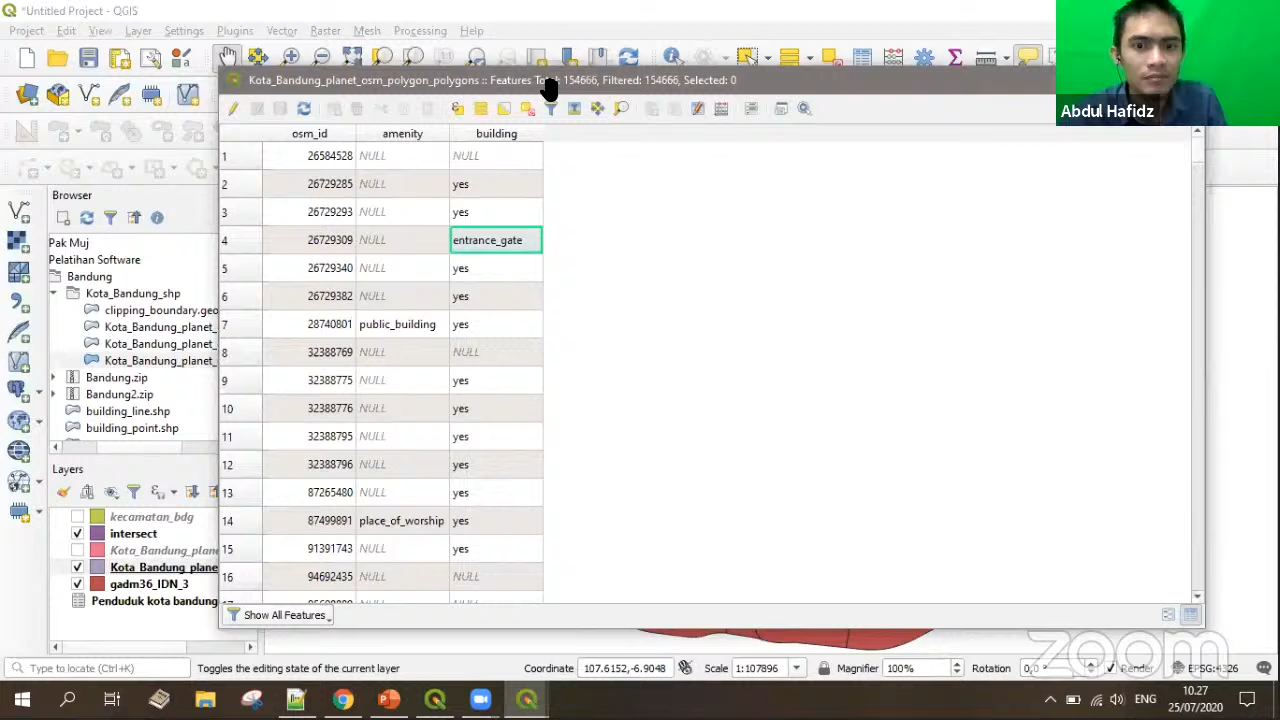 *Untitled Project - QGIS
Project Edit View Layer Settings Plugins Vector Raster Mesh Processing Help
Abdul Hafidz
Kota_Bandung_planet_osm_polygon_polygons :: Features Total: 154666, Filtered: 154666, Selected: 0
osm_id amenity building
1 26584528 NULL NULL
2 26729285 NULL yes
3 26729293 NULL yes
4 26729309 NULL entrance_gate
5 26729340 NULL yes
6 26729382 NULL yes
7 28740801 public_building yes
8 32388769 NULL NULL
9 32388775 NULL yes
10 32388776 NULL yes
11 32388795 NULL yes
12 32388796 NULL yes
13 87265480 NULL yes
14 87499891 place_of_worship yes
15 91391743 NULL yes
16 94692435 NULL NULL
Show All Features
Browser
Pak Muj
Pelatihan Software
Bandung
Kota_Bandung_shp
clipping_boundary.geo
Kota_Bandung_planet_
Kota_Bandung_planet_
Kota_Bandung_planet_
Bandung.zip
Bandung2.zip
building_line.shp
building_point.shp
Layers
kecamatan_bdg
intersect
Kota_Bandung_plane
Kota_Bandung_plane
gadm36_IDN_3
Penduduk kota bandung
zoom
Type to locate (Ctrl+K) Toggles the editing state of the current layer Coordinate 107.6152,-6.9048 Scale 1:107896 Magnifier 100% Rotation 0,0 ° Render EPSG:4326
ENG
10.27
25/07/2020